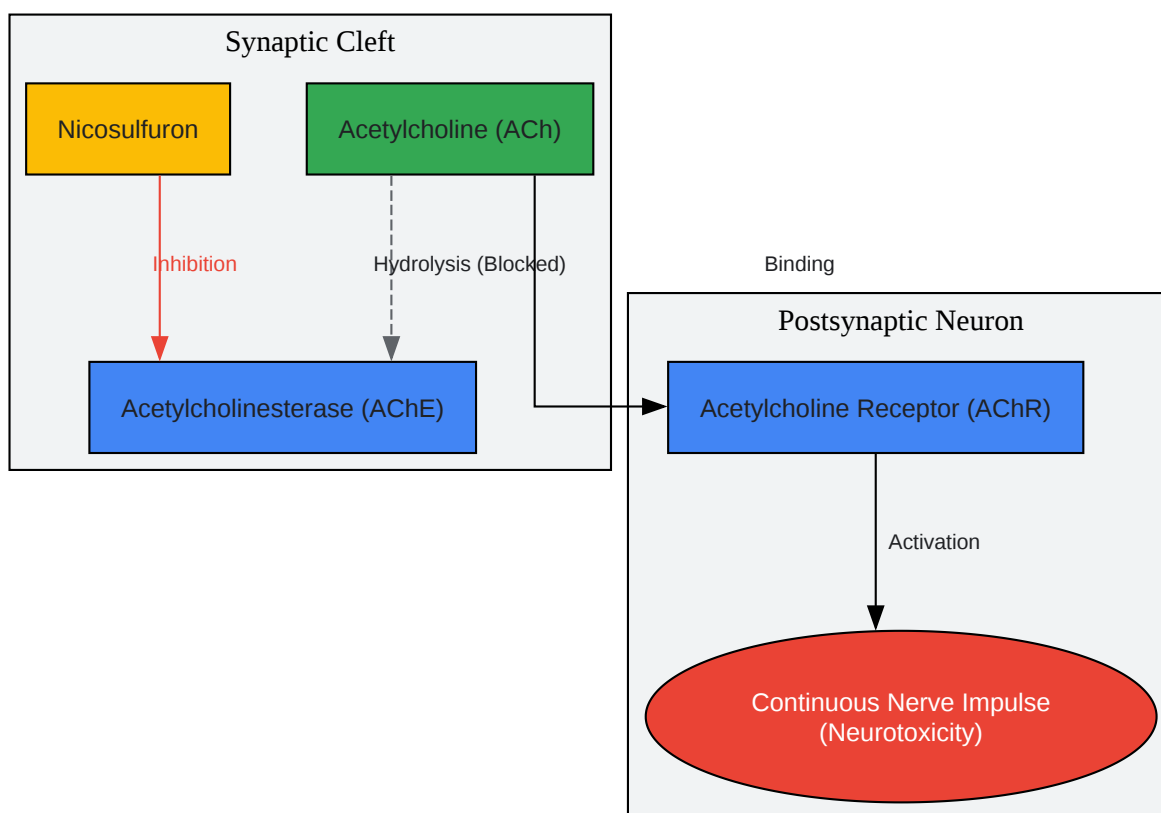 Synaptic Cleft
Nicosulfuron
Acetylcholine (ACh)
Inhibition
Hydrolysis (Blocked)
Binding
Postsynaptic Neuron
Acetylcholinesterase (AChE)
Acetylcholine Receptor (AChR)
Activation
Continuous Nerve Impulse
(Neurotoxicity)